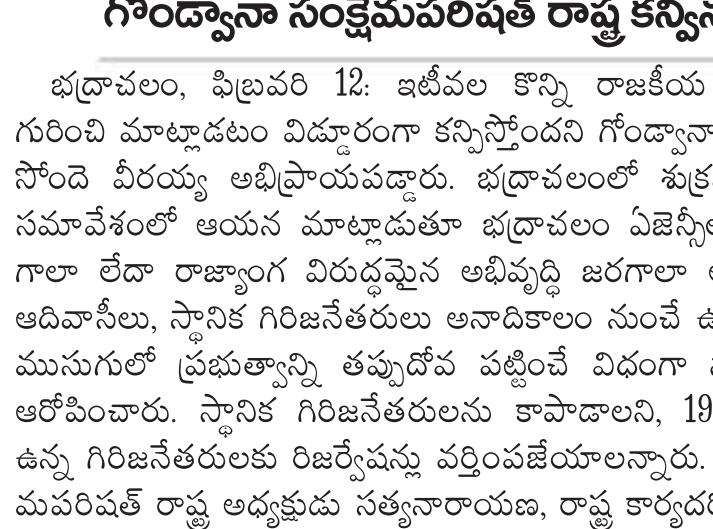 గోండ్వానా సంక్షేమపరిషత్ రాష్ట్ర కన్విన
భద్రాచలం, ఫిబ్రవరి 12: ఇటీవల కొన్ని రాజకీయ
గురించి మాట్లాడటం విడ్డూరంగా కన్పిస్తోందని గోండ్వానా
సోందె వీరయ్య అభిప్రాయపడ్డారు. భద్రాచలంలో శుక్ర
సమావేశంలో ఆయన మాట్లాడుతూ భద్రాచలం ఏజెన్సీల
గాలా లేదా రాజ్యాంగ విరుద్ధమైన అభివృద్ధి జరగాలా
ఆదివాసీలు, స్థానిక గిరిజనేతరులు అనాదికాలం నుంచే ఉ
ముసుగులో ప్రభుత్వాన్ని తప్పుదోవ పట్టించే విధంగా
ఆరోపించారు. స్థానిక గిరిజనేతరులను కాపాడాలని, 19
ఉన్న గిరిజనేతరులకు రిజర్వేషన్లు వర్తింపజేయాలన్నారు.
మపరిషత్ రాష్ట్ర అధ్యక్షుడు సత్యనారాయణ, రాష్ట్ర కార్యదర్శి